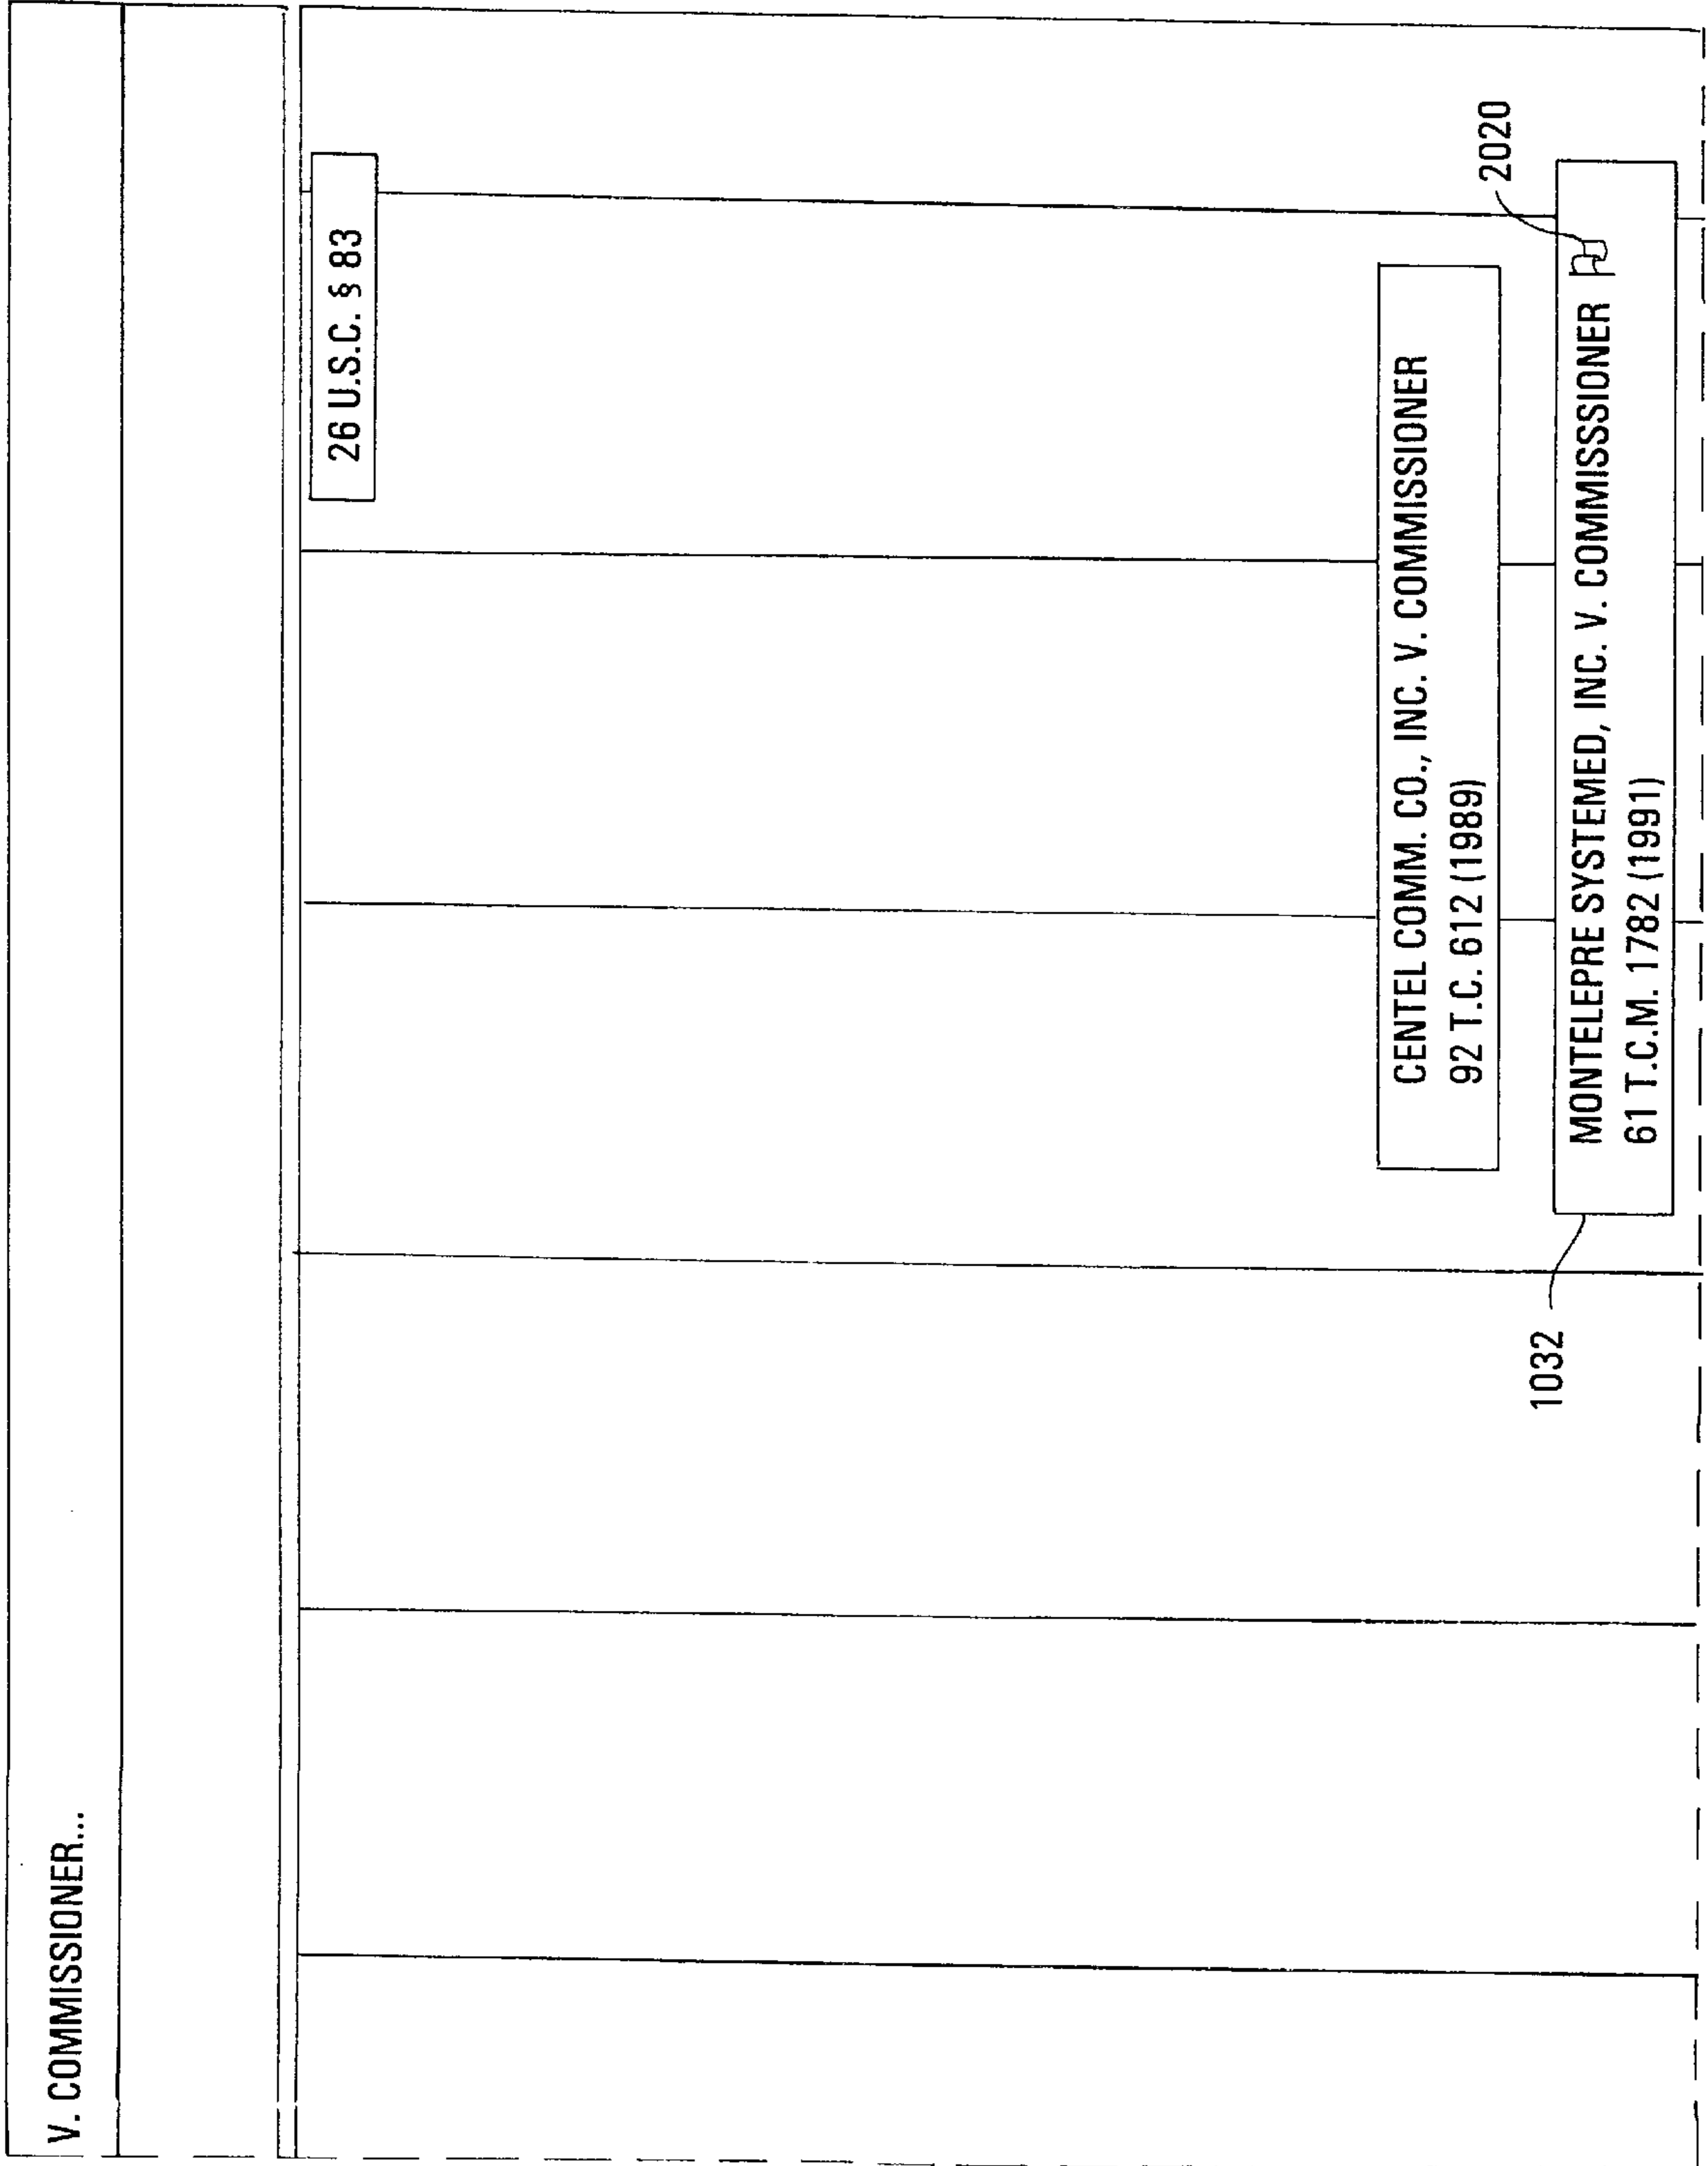 V. COMMISSIONER...
26 U.S.C. § 83
CENTEL COMM. CO., INC. V. COMMISSIONER
92 T.C. 612 (1989)
2020
MONTELEPRE SYSTEMED, INC. V. COMMISSSIONER
61 T.C.M. 1782 (1991)
1032